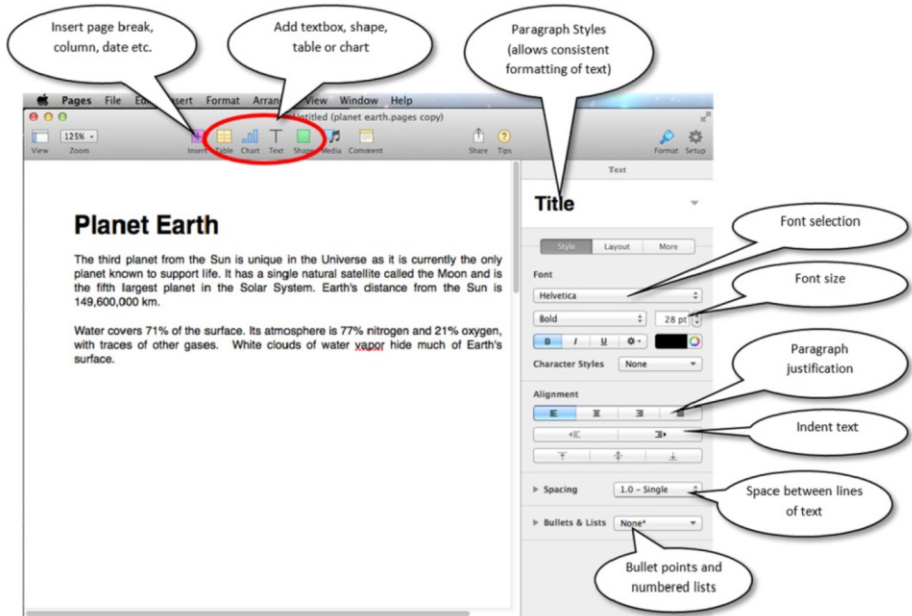 Insert page break,
column, date etc.
Add textbox, shape,
table or chart
Paragraph Styles
(allows consistent
formatting of text)
Pages File Edit Insert Format Arrange View Window Help
Untitled (planet earth.pages copy)
125%
View Zoom Insert Table Chart Text Shape Media Comment Share Tips Format Setup
Text
Title
Planet Earth
The third planet from the Sun is unique in the Universe as it is currently the only
planet known to support life. It has a single natural satellite called the Moon and is
the fifth largest planet in the Solar System. Earth's distance from the Sun is
149,600,000 km.
Water covers 71% of the surface. Its atmosphere is 77% nitrogen and 21% oxygen,
with traces of other gases. White clouds of water vapor hide much of Earth's
surface.
Style Layout More
Font
Helvetica
Bold 28 pt
B I U
Character Styles None
Alignment
Spacing 1.0 – Single
Bullets & Lists None*
Font selection
Font size
Paragraph
justification
Indent text
Space between lines
of text
Bullet points and
numbered lists